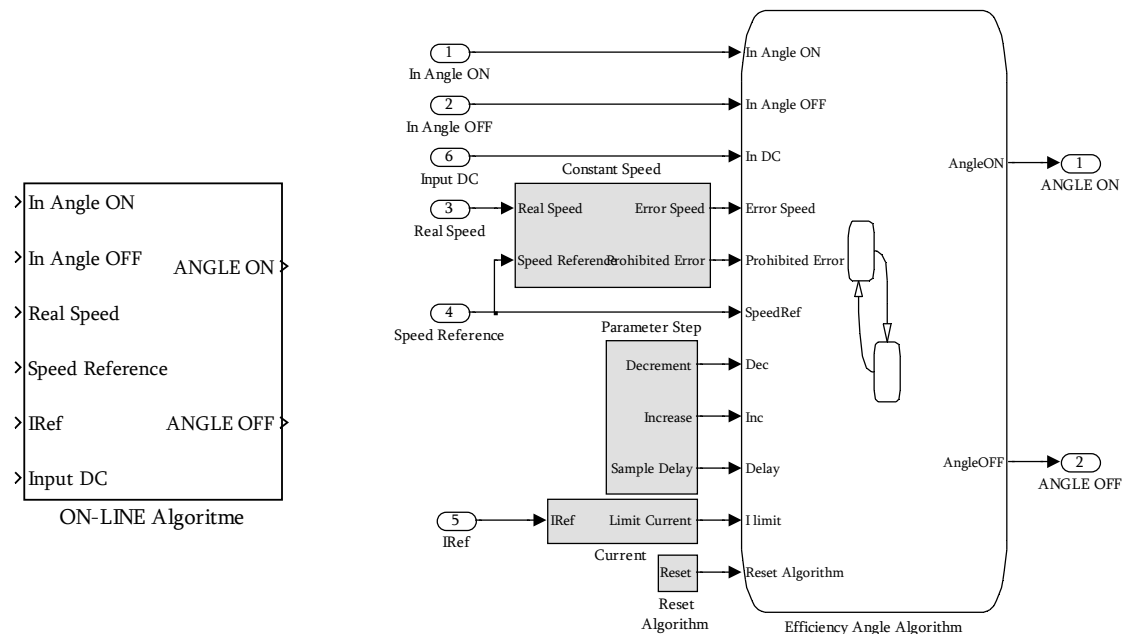 In Angle ON
In Angle OFF
Real Speed
Speed Reference
IRef
Input DC
ANGLE ON
ANGLE OFF
ON-LINE Algoritme
1
In Angle ON
2
In Angle OFF
6
Input DC
3
Real Speed
4
Speed Reference
5
IRef
Constant Speed
Real Speed
Error Speed
Speed Reference
Prohibited Error
Parameter Step
Decrement
Increase
Sample Delay
IRef
Limit Current
Current
Reset
Reset
Algorithm
In Angle ON
In Angle OFF
In DC
Error Speed
Prohibited Error
SpeedRef
Dec
Inc
Delay
I limit
Reset Algorithm
AngleON
AngleOFF
Efficiency Angle Algorithm
1
ANGLE ON
2
ANGLE OFF